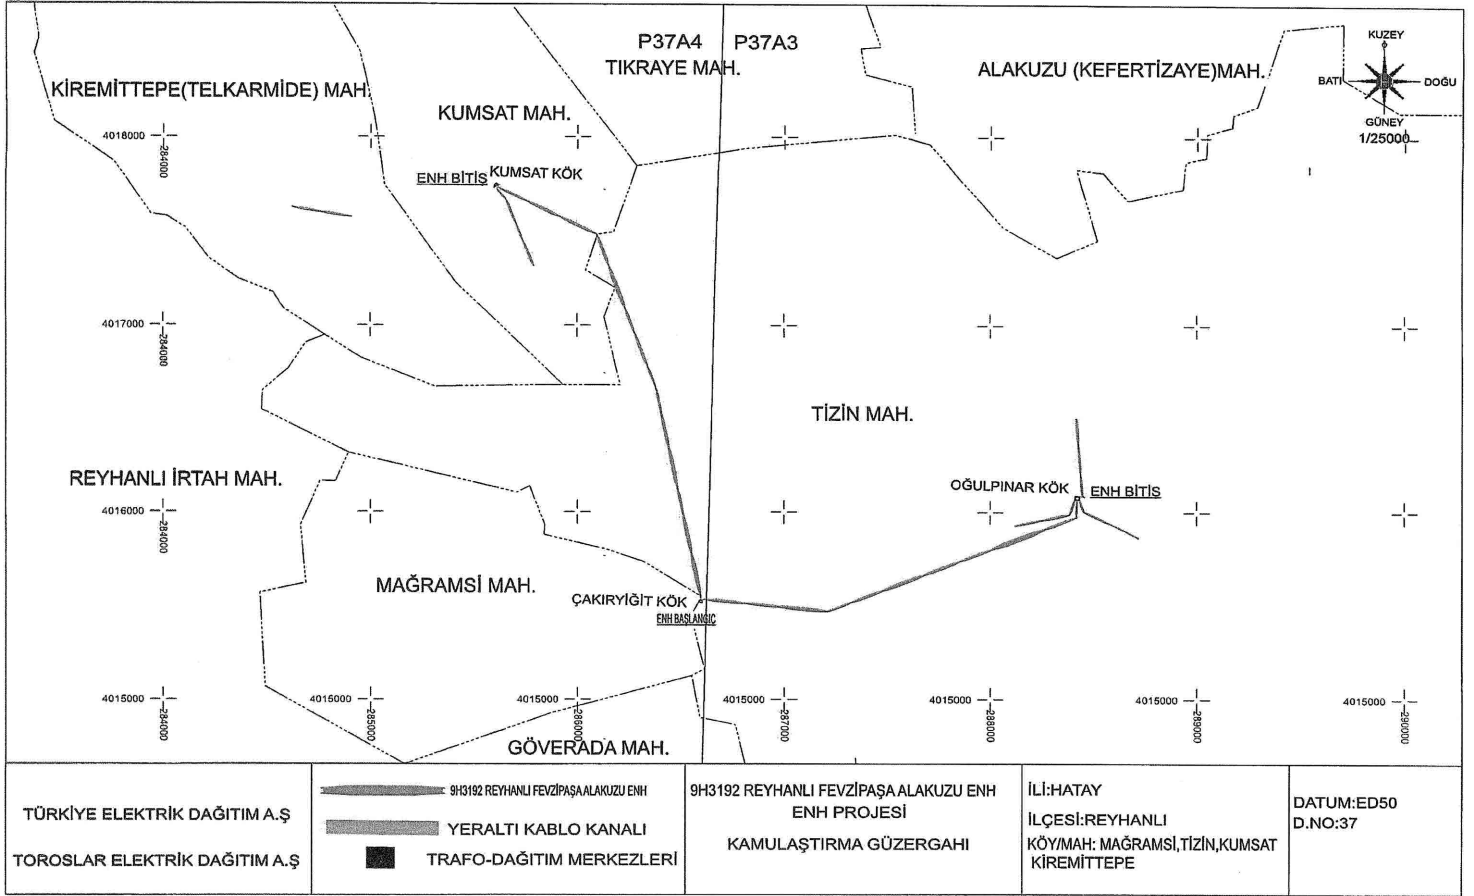 P37A4
P37A3
TIKRAYE MAH.
ALAKUZU (KEFERTİZAYE)MAH.
KUZEY
BATI
DOĞU
GÜNEY
1/25000
KİREMİTTEPE(TELKARMİDE) MAH.
KUMSAT MAH.
4018000
284000
ENH BİTİŞ
KUMSAT KÖK
4017000
284000
TİZİN MAH.
REYHANLI İRTAH MAH.
OĞULPINAR KÖK
ENH BİTİŞ
4016000
284000
MAĞRAMSİ MAH.
ÇAKIRYİĞİT KÖK
ENH BAŞLANGIÇ
4015000
4015000
4015000
4015000
4015000
4015000
4015000
284000
285000
286000
287000
288000
289000
290000
GÖVERADA MAH.
TÜRKİYE ELEKTRİK DAĞITIM A.Ş
TOROSLAR ELEKTRİK DAĞITIM A.Ş
9H3192 REYHANLI FEVZİPAŞA ALAKUZU ENH
YERALTI KABLO KANALI
TRAFO-DAĞITIM MERKEZLERİ
9H3192 REYHANLI FEVZİPAŞA ALAKUZU ENH
ENH PROJESİ
KAMULAŞTIRMA GÜZERGAHI
İLİ:HATAY
İLÇESİ:REYHANLI
KÖY/MAH: MAĞRAMSİ,TİZİN,KUMSAT
KİREMİTTEPE
DATUM:ED50
D.NO:37